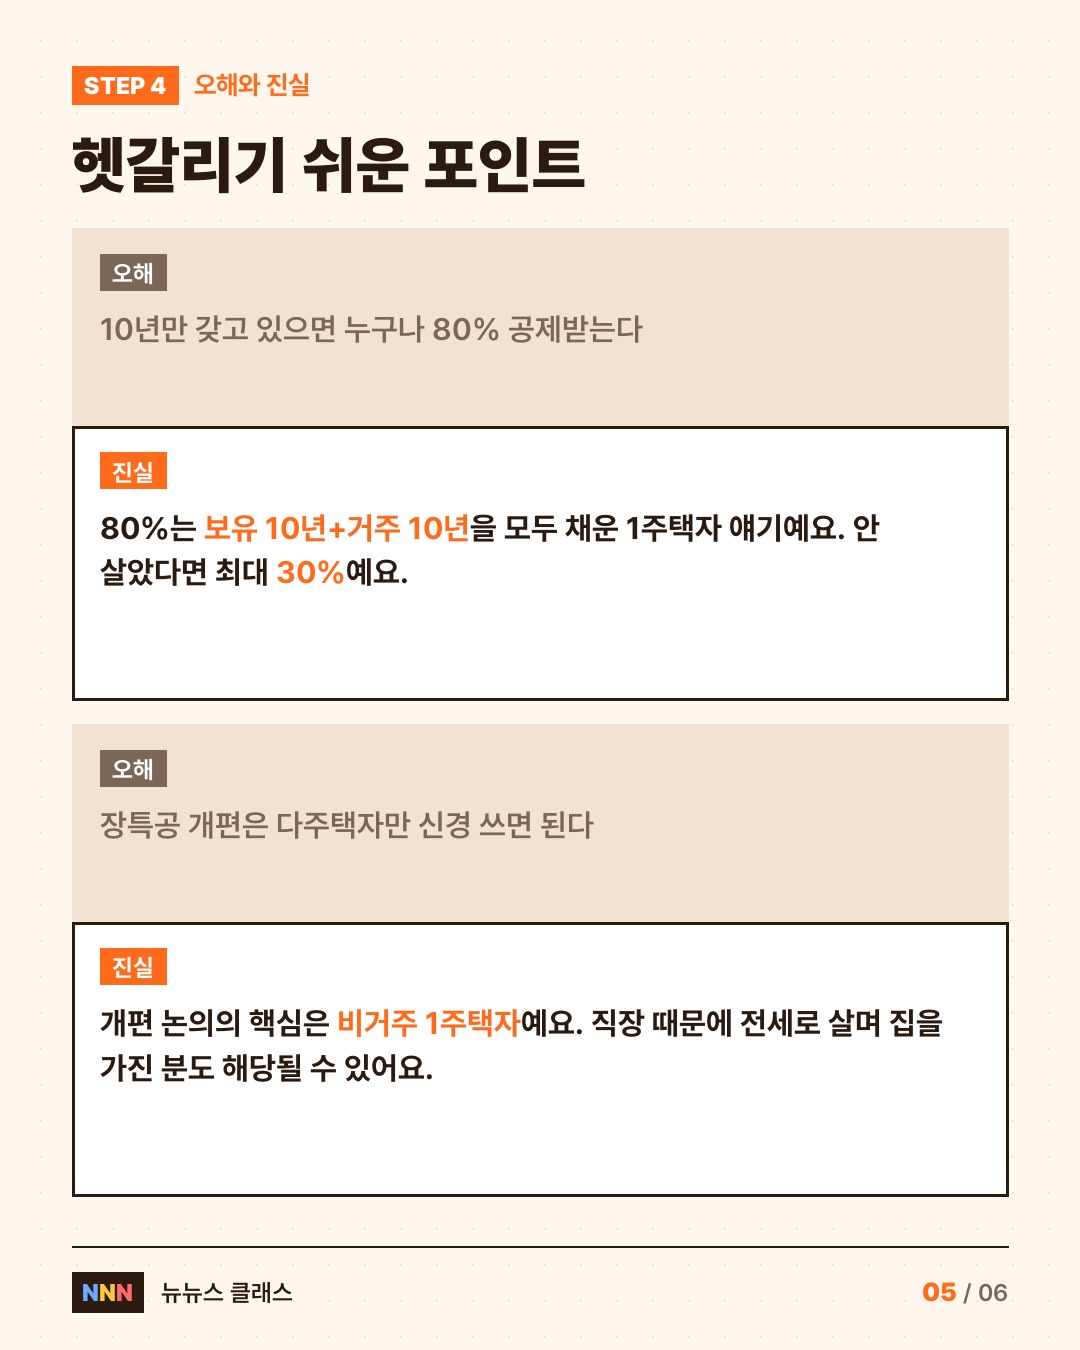 STEP 4 오해와 진실
헷갈리기 쉬운 포인트
오해
10년만 갖고 있으면 누구나 80% 공제받는다
진실
80%는 보유 10년+거주 10년을 모두 채운 1주택자 얘기예요. 안
살았다면 최대 30%예요.
오해
장특공 개편은 다주택자만 신경 쓰면 된다
진실
개편 논의의 핵심은 비거주 1주택자예요. 직장 때문에 전세로 살며 집을
가진 분도 해당될 수 있어요.
NNN 뉴뉴스 클래스
05 / 06